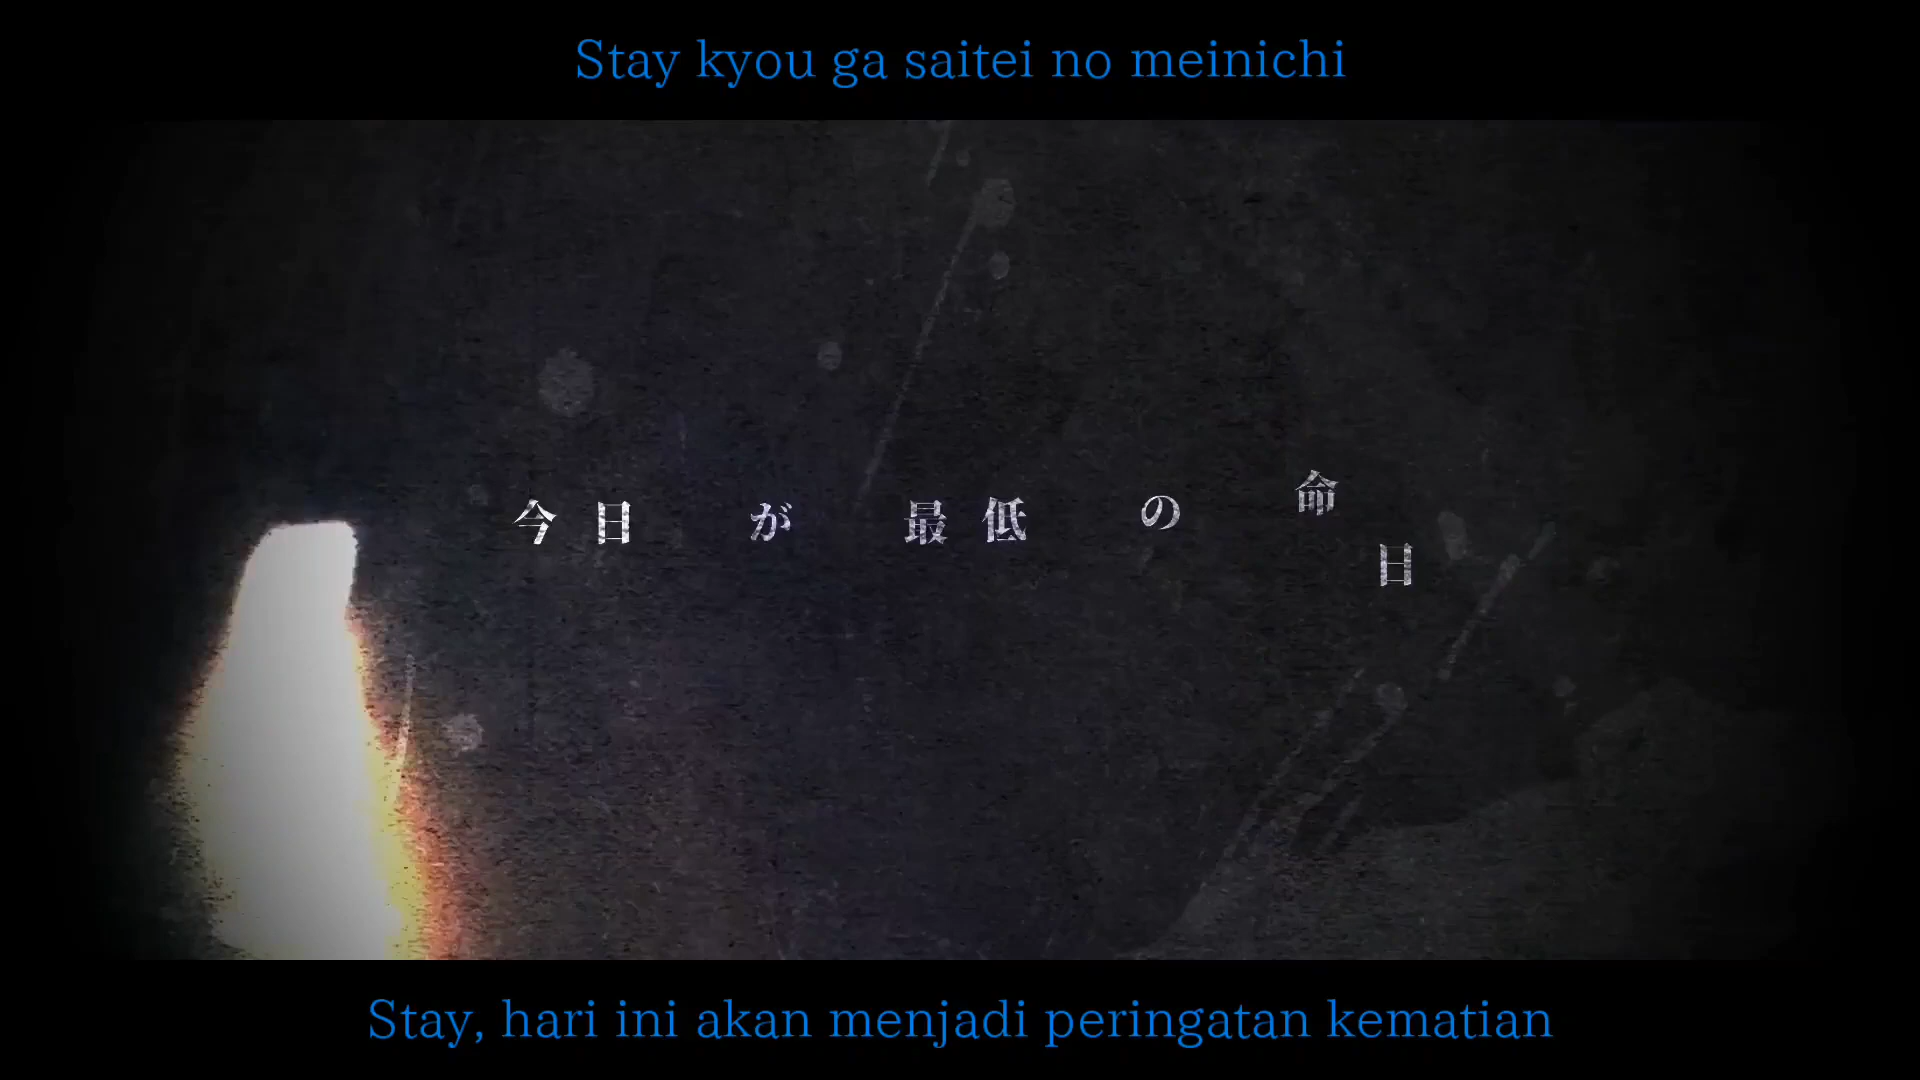 Stay kyou ga saitei no meinichi
今日が最低の命日
Stay, hari ini akan menjadi peringatan kematian